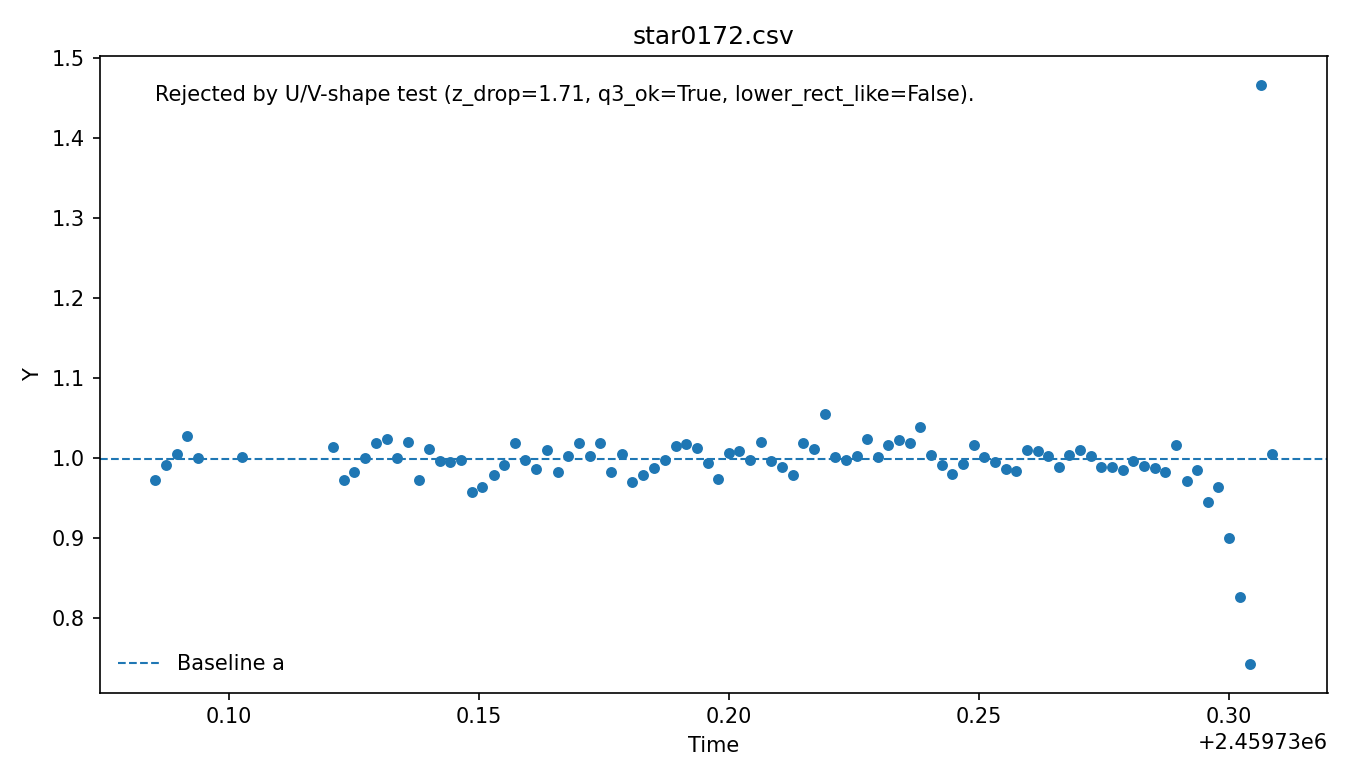 star0172.csv
1.5
Rejected by U/V-shape test (z_drop=1.71, q3_ok=True, lower_rect_like=False).
1.4
1.3
1.2
Y
1.1
1.0
0.9
0.8
Baseline a
0.10 0.15 0.20 0.25 0.30
Time
+2.45973e6